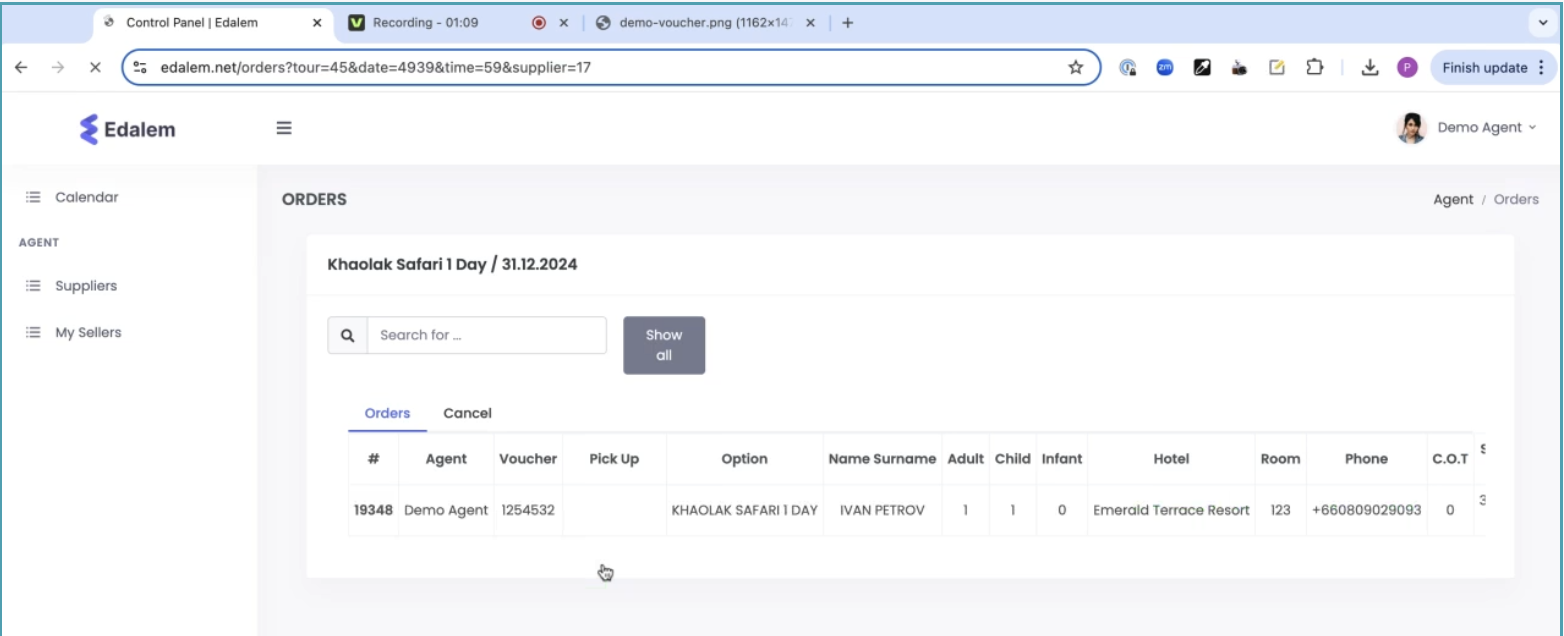 Control Panel | Edalem
Recording - 01:09
demo-voucher.png (1162×14
edalem.net/orders?tour=45&date=4939&time=59&supplier=17
zm
P
Finish update
Edalem
Demo Agent
Calendar
AGENT
Suppliers
My Sellers
ORDERS
Agent / Orders
Khaolak Safari 1 Day / 31.12.2024
Search for ...
Show
all
Orders Cancel
# Agent Voucher Pick Up Option Name Surname Adult Child Infant Hotel Room Phone C.O.T
19348 Demo Agent 1254532 KHAOLAK SAFARI 1 DAY IVAN PETROV 1 1 0 Emerald Terrace Resort 123 +660809029093 0